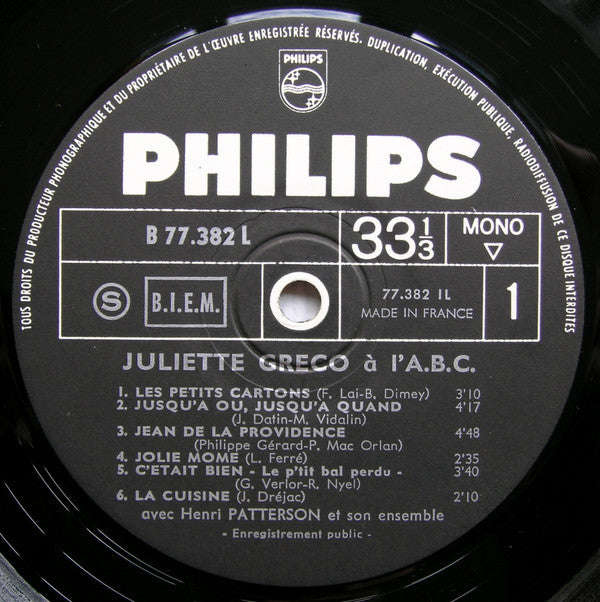 TOUS DROITS DU PRODUCTEUR PHONOGRAPHIQUE ET DU PROPRIÉTAIRE DE L'ŒUVRE ENREGISTRÉE RÉSERVÉS. DUPLICATION, EXÉCUTION PUBLIQUE, RADIODIFFUSION DE CE DISQUE INTERDITES
PHILIPS
PHILIPS
B 77.382 L
33 1/3
MONO
▽
S
B.I.E.M.
77.382 1L
MADE IN FRANCE
1
JULIETTE GRECO à l'A.B.C.
1. LES PETITS CARTONS (F. Lai-B. Dimey) 3'10
2. JUSQU'A OU, JUSQU'A QUAND 4'17
(J. Datin-M. Vidalin)
3. JEAN DE LA PROVIDENCE 4'48
(Philippe Gérard-P. Mac Orlan)
4. JOLIE MOME (L. Ferré) 2'35
5. C'ETAIT BIEN - Le p'tit bal perdu - 3'40
(G. Verlor-R. Nyel)
6. LA CUISINE (J. Dréjac) 2'10
avec Henri PATTERSON et son ensemble
- Enregistrement public -